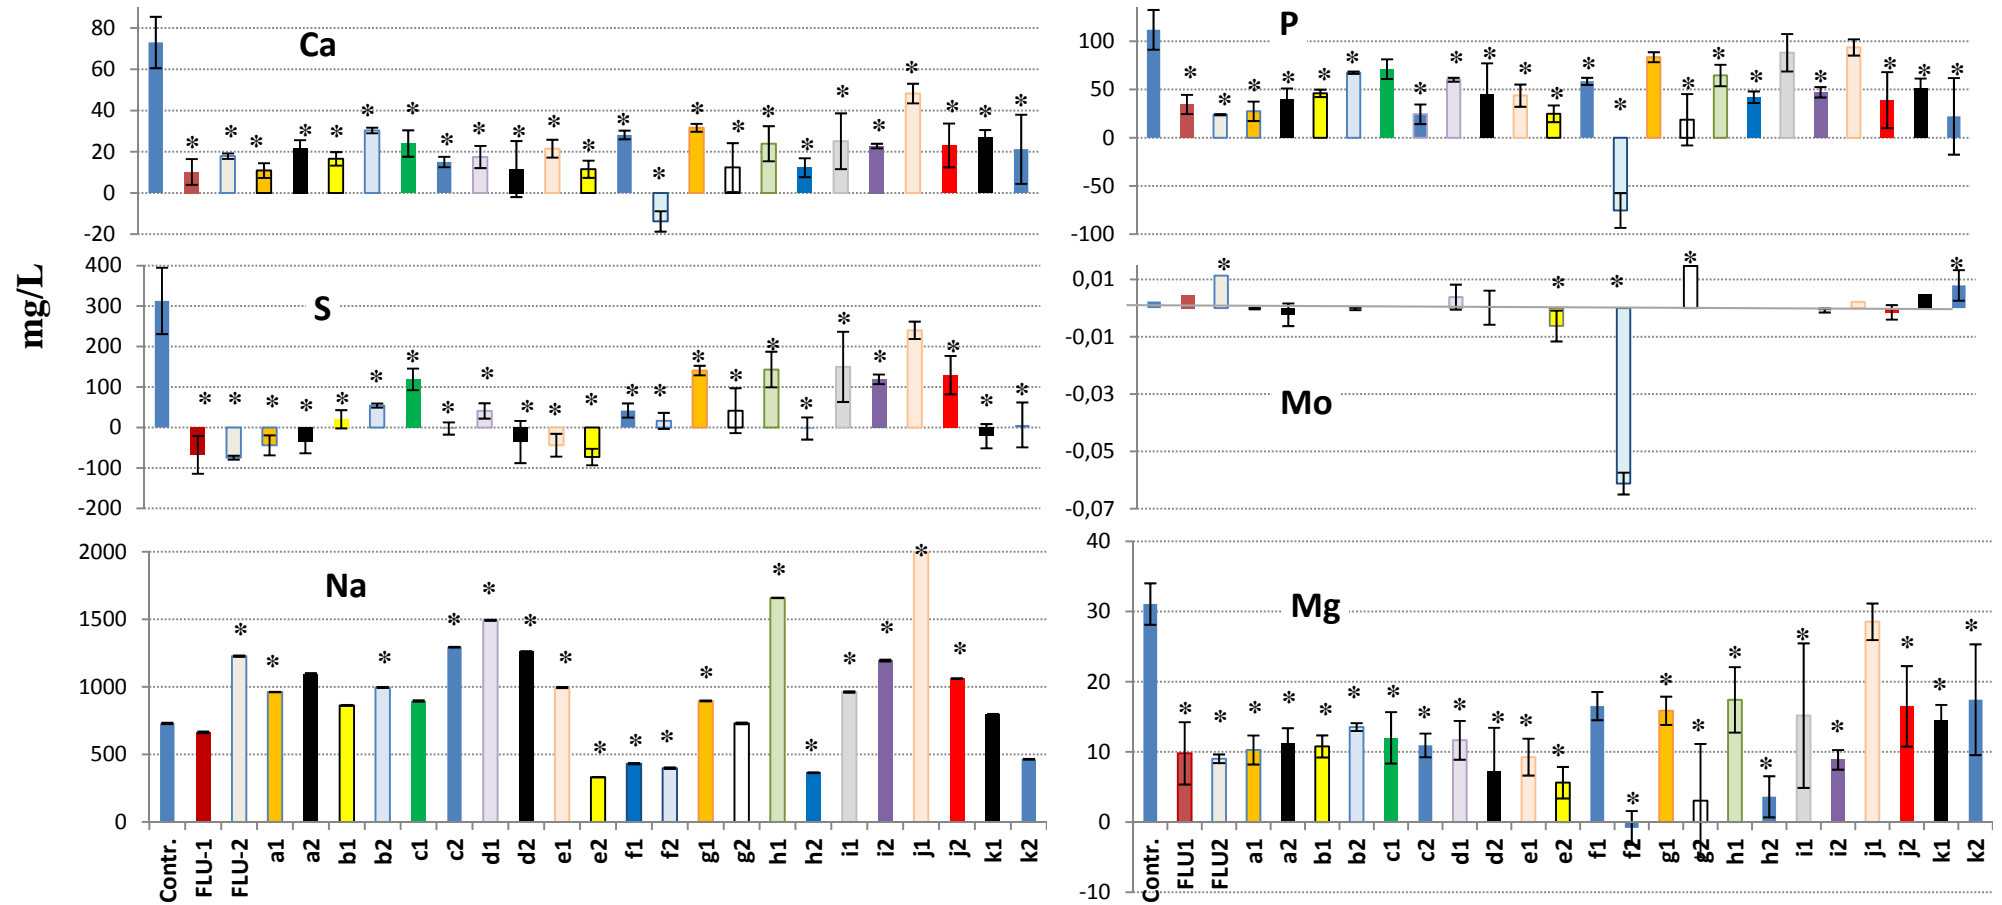 mg/L
Ca
80
60
40
20
0
-20
* * * * * * * * * * * * * * * * * * * * * * * *
P
100
50
0
-50
-100
* * * * * * * * * * * * * * * * * * * *
S
400
300
200
100
0
-100
-200
* * * * * * * * * * * * * * * * * * * * * * *
Mo
0,01
-0,01
-0,03
-0,05
-0,07
* * * * *
Na
2000
1500
1000
500
0
* * * * * * * * * * * * * * * * *
Contr. FLU-1 FLU-2 a1 a2 b1 b2 c1 c2 d1 d2 e1 e2 f1 f2 g1 g2 h1 h2 i1 i2 j1 j2 k1 k2
Mg
40
30
20
10
0
-10
* * * * * * * * * * * * * * * * * * * * * *
Contr. FLU1 FLU2 a1 a2 b1 b2 c1 c2 d1 d2 e1 e2 f1 f2 g1 g2 h1 h2 i1 i2 j1 j2 k1 k2